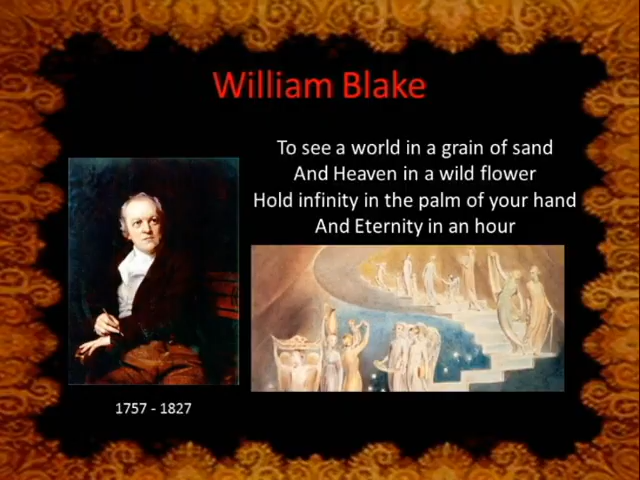 William Blake
To see a world in a grain of sand
And Heaven in a wild flower
Hold infinity in the palm of your hand
And Eternity in an hour
1757 - 1827